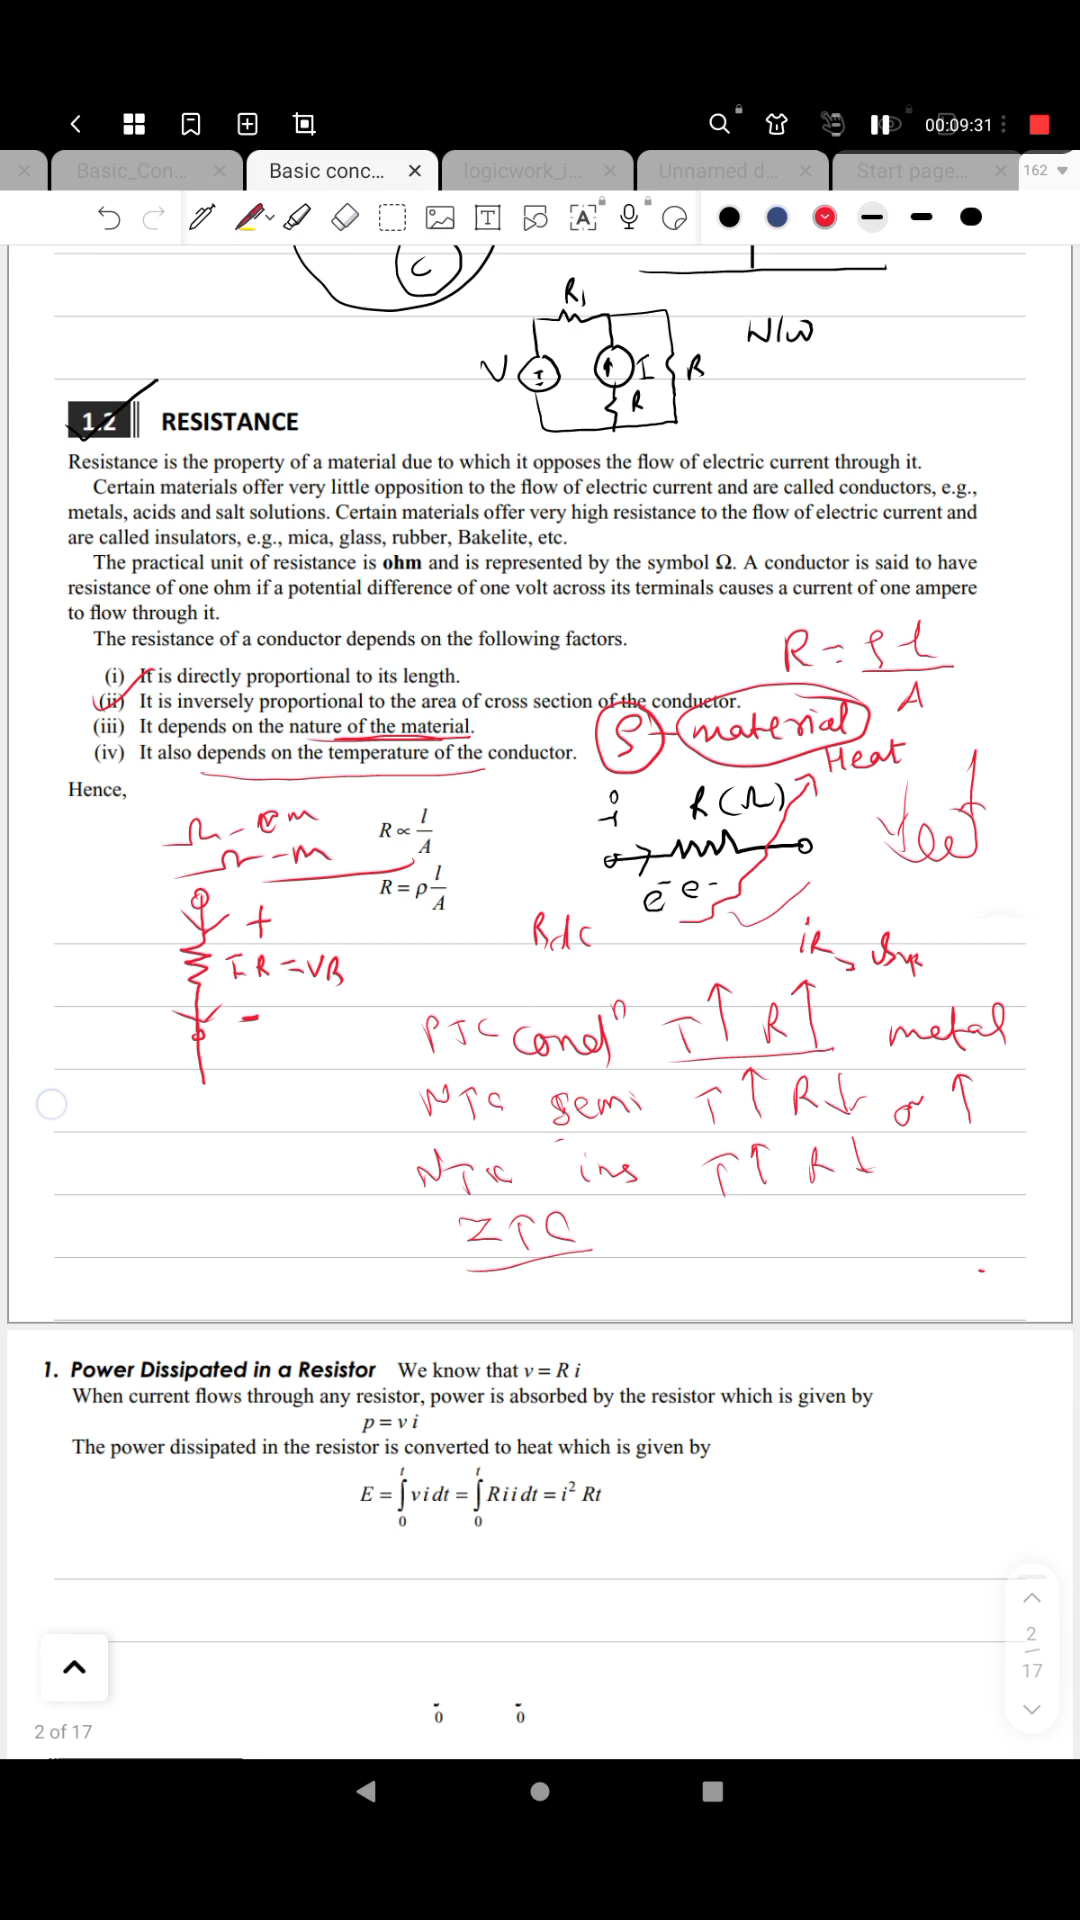 00:09:31
Basic_Con...
Basic conc...
logicwork_i...
Unnamed d...
Start page...
162
C
R1
V
I
R
R
N/W
1.2 RESISTANCE
Resistance is the property of a material due to which it opposes the flow of electric current through it.
Certain materials offer very little opposition to the flow of electric current and are called conductors, e.g.,
metals, acids and salt solutions. Certain materials offer very high resistance to the flow of electric current and
are called insulators, e.g., mica, glass, rubber, Bakelite, etc.
The practical unit of resistance is ohm and is represented by the symbol Ω. A conductor is said to have
resistance of one ohm if a potential difference of one volt across its terminals causes a current of one ampere
to flow through it.
The resistance of a conductor depends on the following factors.
R = ρl/A
(i) It is directly proportional to its length.
(ii) It is inversely proportional to the area of cross section of the conductor.
(iii) It depends on the nature of the material.
ρ material
(iv) It also depends on the temperature of the conductor.
Heat
Hence,
i R(Ω)
Ω - cm
R ∝ l/A
Ω - m
R = ρ l/A
e⁻ e⁻
+
Rdc
iR
IR = VR
-
PTC condⁿ T↑ R↑ metal
NTC semi T↑ R↓ or ↑
NTC ins T↑ R↓
ZTC
1. Power Dissipated in a Resistor We know that v = R i
When current flows through any resistor, power is absorbed by the resistor which is given by
p = v i
The power dissipated in the resistor is converted to heat which is given by
E = ∫₀ᵗ v i dt = ∫₀ᵗ R i i dt = i² Rt
2
17
0 0
2 of 17